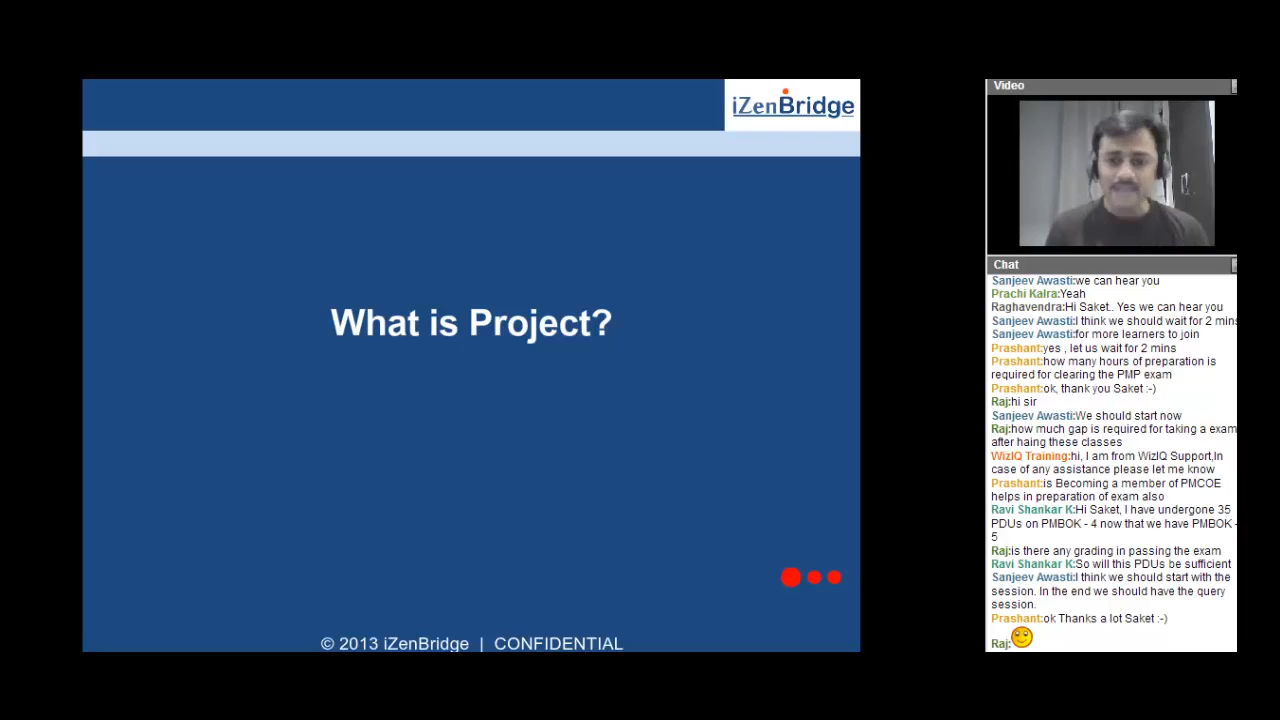 iZenBridge
What is Project?
© 2013 iZenBridge | CONFIDENTIAL
Video
Chat
Sanjeev Awasti:we can hear you
Prachi Kalra:Yeah
Raghavendra:Hi Saket.. Yes we can hear you
Sanjeev Awasti:I think we should wait for 2 mins
Sanjeev Awasti:for more learners to join
Prashant:yes , let us wait for 2 mins
Prashant:how many hours of preparation is
required for clearing the PMP exam
Prashant:ok, thank you Saket :-)
Raj:hi sir
Sanjeev Awasti:We should start now
Raj:how much gap is required for taking a exam
after haing these classes
WizIQ Training:hi, I am from WizIQ Support,In
case of any assistance please let me know
Prashant:is Becoming a member of PMCOE
helps in preparation of exam also
Ravi Shankar K:Hi Saket, I have undergone 35
PDUs on PMBOK - 4 now that we have PMBOK -
5
Raj:is there any grading in passing the exam
Ravi Shankar K:So will this PDUs be sufficient
Sanjeev Awasti:I think we should start with the
session. In the end we should have the query
session.
Prashant:ok Thanks a lot Saket :-)
Raj: